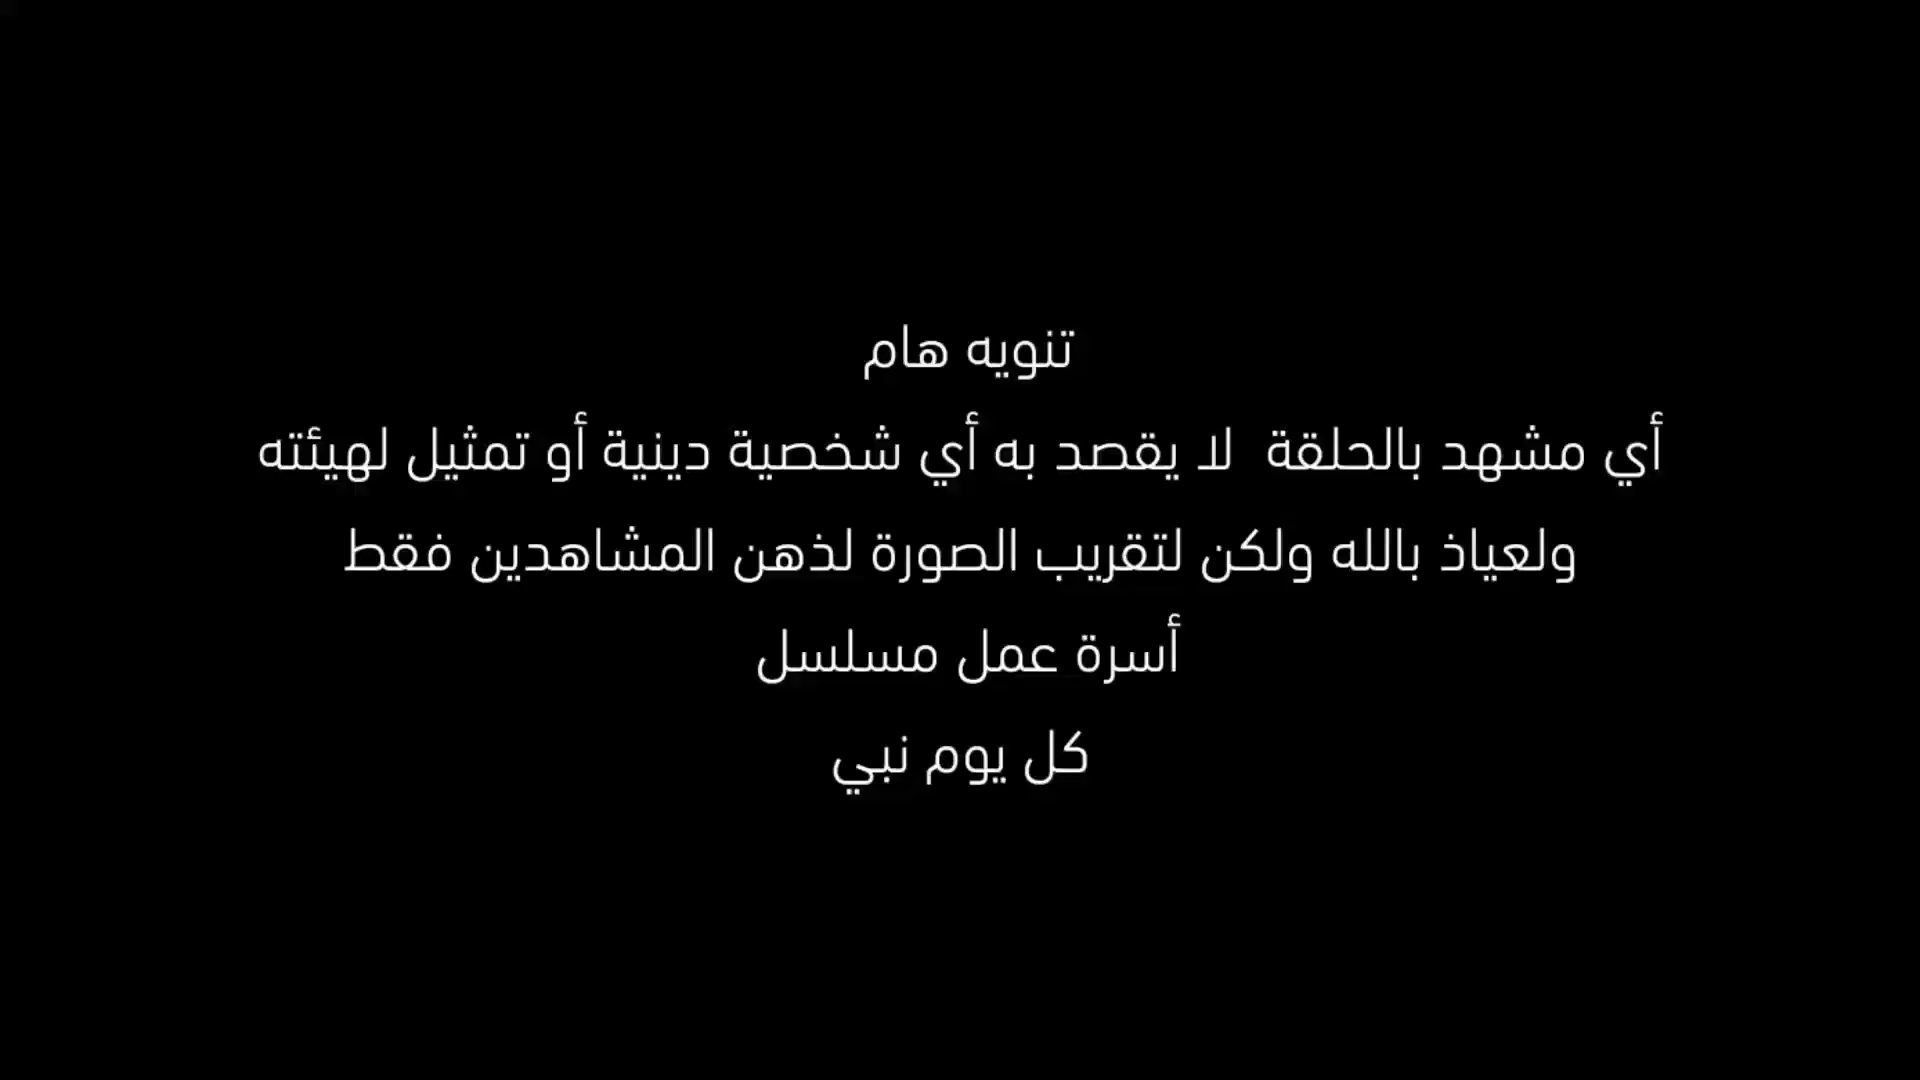 تنويه هام
أي مشهد بالحلقة  لا يقصد به أي شخصية دينية أو تمثيل لهيئته
ولعياذ بالله ولكن لتقريب الصورة لذهن المشاهدين فقط
أسرة عمل مسلسل
كل يوم نبي